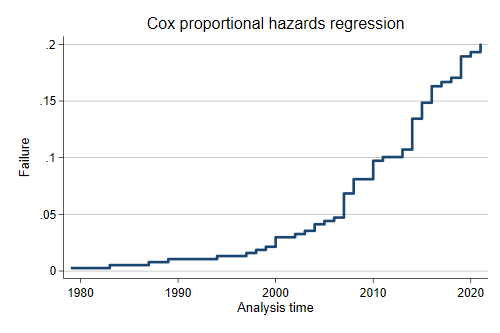 Cox proportional hazards regression
.2
.15
.1
.05
0
Failure
1980 1990 2000 2010 2020
Analysis time